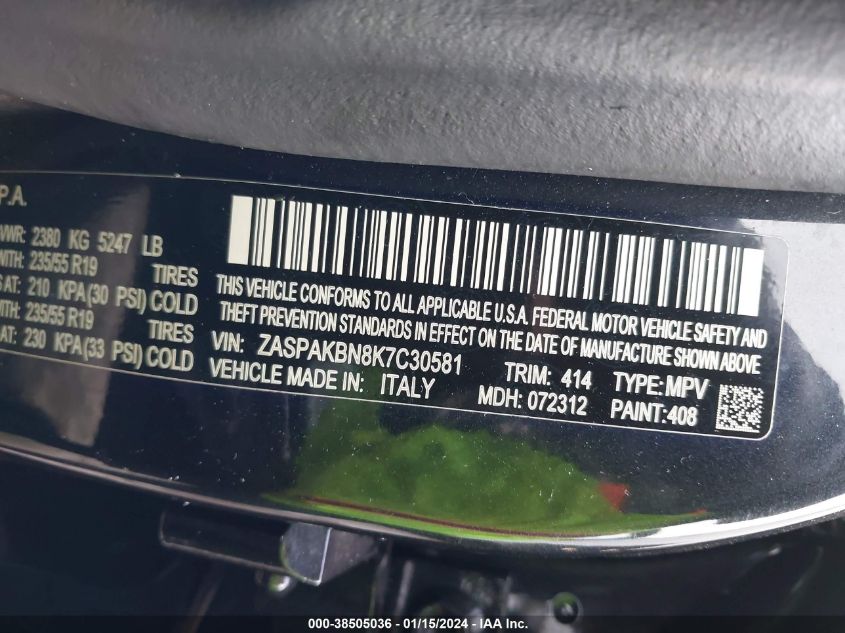 P.A.
VWR: 2380 KG 5247 LB
WITH: 235/55 R19 TIRES
AT: 210 KPA(30 PSI) COLD
WITH: 235/55 R19 TIRES
AT: 230 KPA(33 PSI) COLD
THIS VEHICLE CONFORMS TO ALL APPLICABLE U.S.A. FEDERAL MOTOR VEHICLE SAFETY AND
THEFT PREVENTION STANDARDS IN EFFECT ON THE DATE OF MANUFACTURE SHOWN ABOVE
VIN: ZASPAKBN8K7C30581 TRIM: 414 TYPE: MPV
VEHICLE MADE IN: ITALY MDH: 072312 PAINT: 408
000-38505036 - 01/15/2024 - IAA Inc.